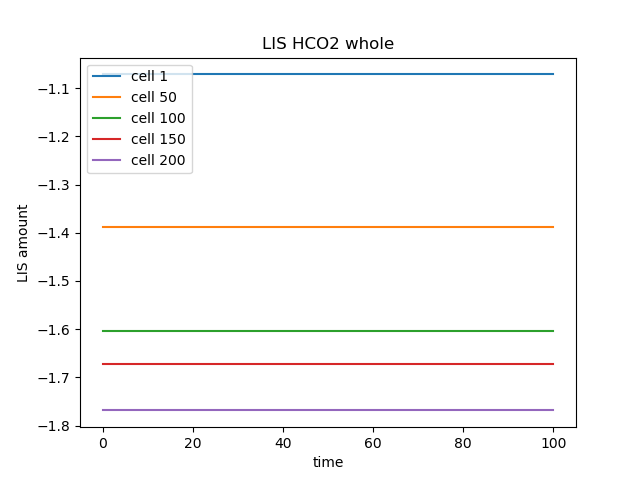 LIS HCO2 whole
cell 1
cell 50
cell 100
cell 150
cell 200
−1.1
−1.2
−1.3
−1.4
−1.5
−1.6
−1.7
−1.8
LIS amount
0 20 40 60 80 100
time